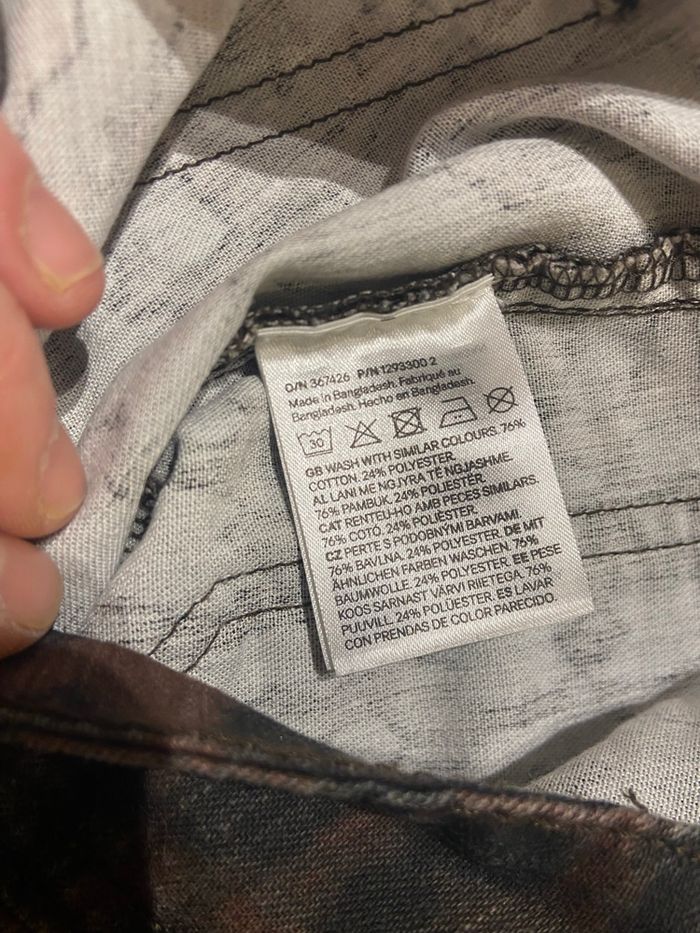 O/N 367426 P/N 1293300 2
Made in Bangladesh. Fabriqué au
Bangladesh. Hecho en Bangladesh.
30
GB WASH WITH SIMILAR COLOURS. 76%
COTTON. 24% POLYESTER.
AL LANI ME NGJYRA TË NGJASHME.
76% PAMBUK. 24% POLIESTËR.
CAT RENTEU-HO AMB PECES SIMILARS.
76% COTÓ. 24% POLIÈSTER.
CZ PERTE S PODOBNÝMI BARVAMI.
76% BAVLNA. 24% POLYESTER. DE MIT
ÄHNLICHEN FARBEN WASCHEN. 76%
BAUMWOLLE. 24% POLYESTER. EE PESE
KOOS SARNAST VÄRVI RIIETEGA. 76%
PUUVILL. 24% POLÜESTER. ES LAVAR
CON PRENDAS DE COLOR PARECIDO.